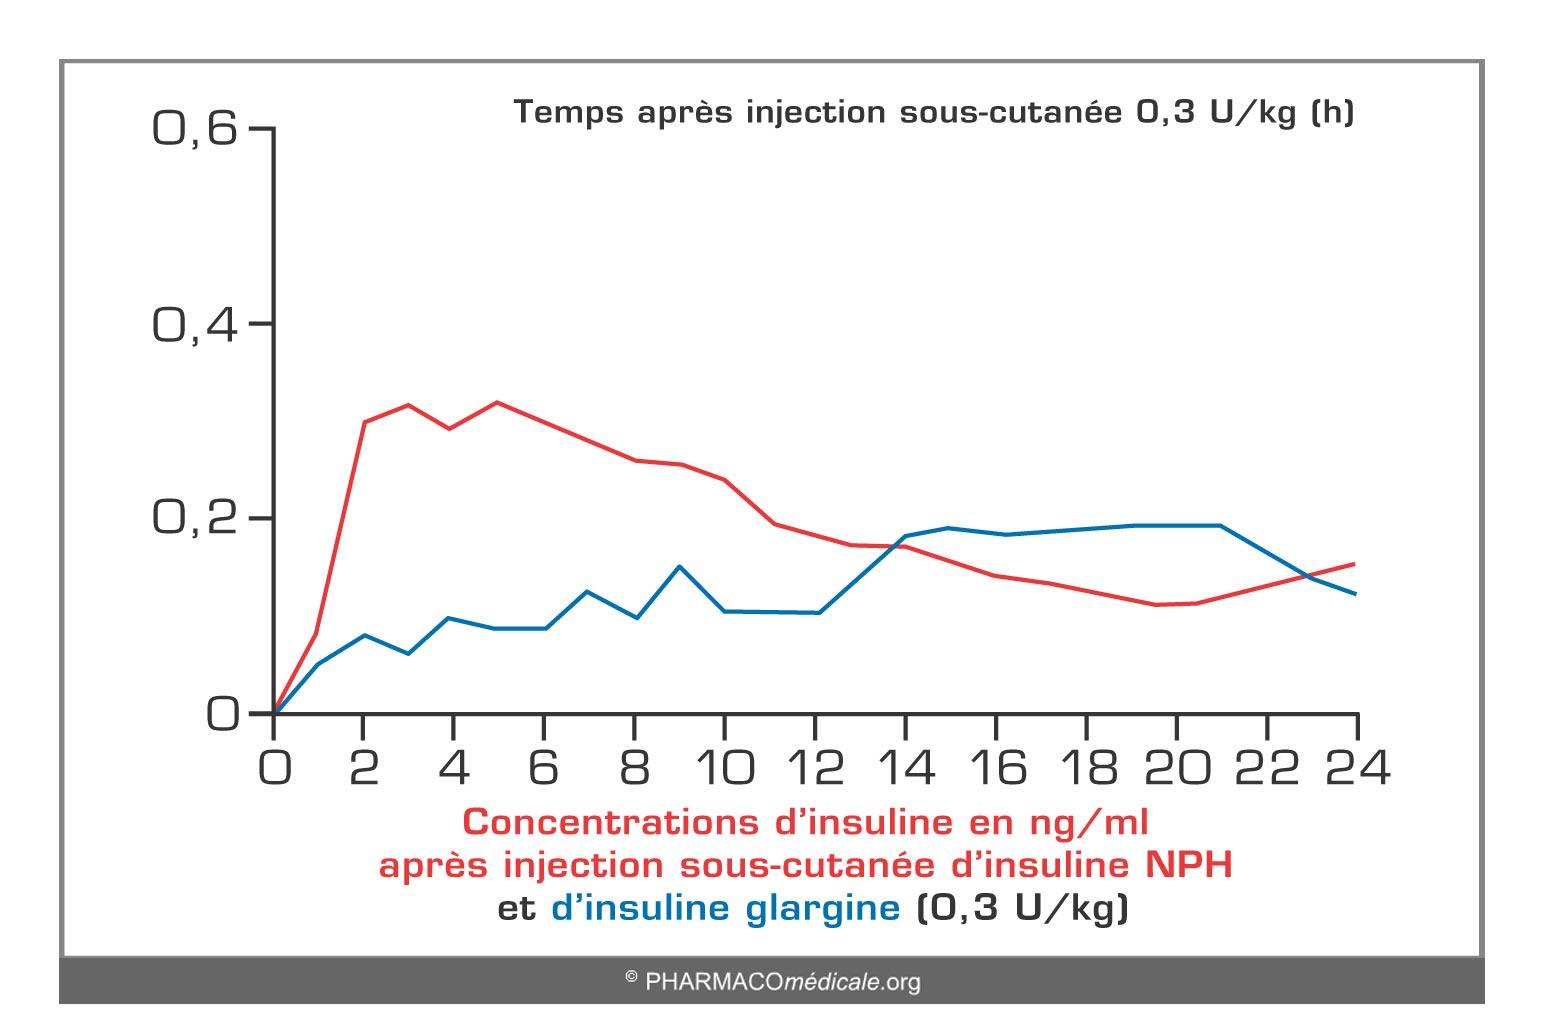 Temps après injection sous-cutanée 0,3 U/kg (h)
0,6
0,4
0,2
0
0 2 4 6 8 10 12 14 16 18 20 22 24
Concentrations d'insuline en ng/ml
après injection sous-cutanée d'insuline NPH
et d'insuline glargine (0,3 U/kg)
© PHARMACOmédicale.org